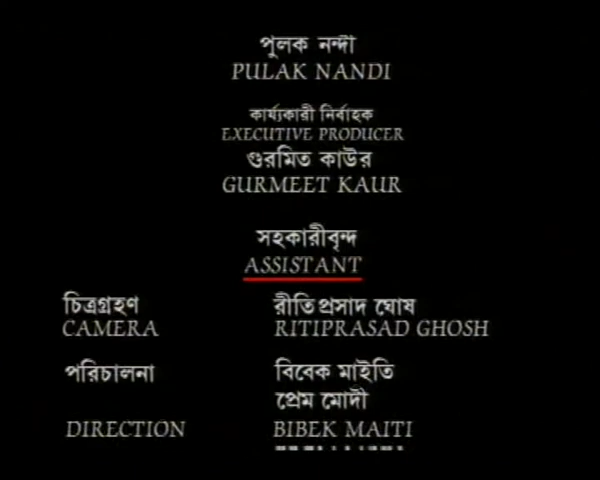 পুলক নন্দী
PULAK NANDI
কার্য্যকারী নির্বাহক
EXECUTIVE PRODUCER
গুরমিত কাউর
GURMEET KAUR
সহকারীবৃন্দ
ASSISTANT
চিত্রগ্রহণ রীতিপ্রসাদ ঘোষ
CAMERA RITIPRASAD GHOSH
পরিচালনা বিবেক মাইতি
প্রেম মোদী
DIRECTION BIBEK MAITI